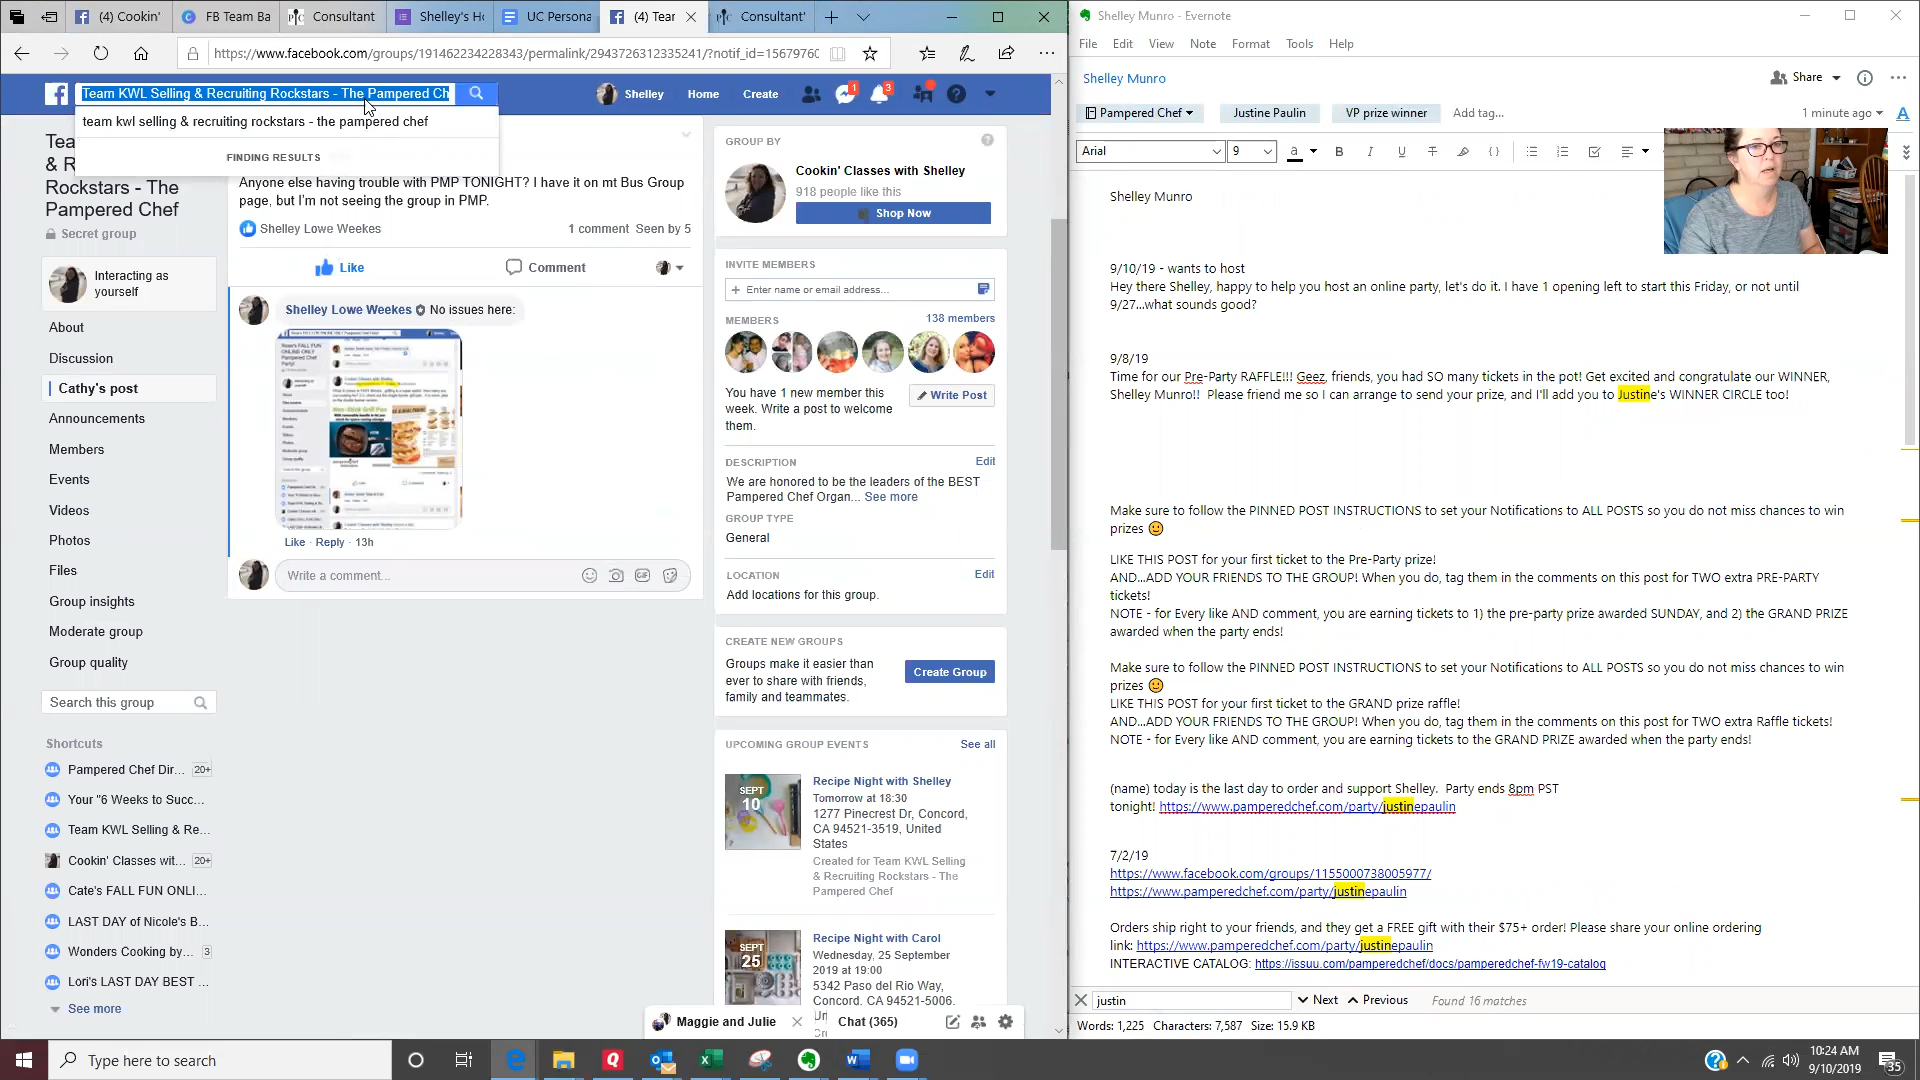 (4) Cookin'
FB Team Ba
Consultant
Shelley's Ho
UC Persona
(4) Tear
Consultant'
https://www.facebook.com/groups/191462234228343/permalink/2943726312335241/?notif_id=15679760
Team KWL Selling & Recruiting Rockstars - The Pampered Ch
Shelley
Home
Create
1
3
team kwl selling & recruiting rockstars - the pampered chef
FINDING RESULTS
Tea
& R
Rockstars - The
Pampered Chef
Secret group
Interacting as
yourself
About
Discussion
Cathy's post
Announcements
Members
Events
Videos
Photos
Files
Group insights
Moderate group
Group quality
Search this group
Shortcuts
Pampered Chef Dir... 20+
Your "6 Weeks to Succ...
Team KWL Selling & Re...
Cookin' Classes wit... 20+
Cate's FALL FUN ONLI...
LAST DAY of Nicole's B...
Wonders Cooking by... 3
Lori's LAST DAY BEST ...
See more
Anyone else having trouble with PMP TONIGHT? I have it on mt Bus Group
page, but I'm not seeing the group in PMP.
Shelley Lowe Weekes
1 comment Seen by 5
Like
Comment
Shelley Lowe Weekes No issues here:
Like · Reply · 13h
Write a comment...
GROUP BY
Cookin' Classes with Shelley
918 people like this
Shop Now
INVITE MEMBERS
+ Enter name or email address...
MEMBERS
138 members
You have 1 new member this
week. Write a post to welcome
them.
Write Post
DESCRIPTION
Edit
We are honored to be the leaders of the BEST
Pampered Chef Organ... See more
GROUP TYPE
General
LOCATION
Edit
Add locations for this group.
CREATE NEW GROUPS
Groups make it easier than
ever to share with friends,
family and teammates.
Create Group
UPCOMING GROUP EVENTS
See all
SEPT
10
Recipe Night with Shelley
Tomorrow at 18:30
1277 Pinecrest Dr, Concord,
CA 94521-3519, United
States
Created for Team KWL Selling
& Recruiting Rockstars - The
Pampered Chef
SEPT
25
Recipe Night with Carol
Wednesday, 25 September
2019 at 19:00
5342 Paso del Rio Way,
Concord, CA 94521-5006,
Maggie and Julie
Chat (365)
Shelley Munro - Evernote
File Edit View Note Format Tools Help
Shelley Munro
Share
Pampered Chef
Justine Paulin
VP prize winner
Add tag...
1 minute ago
Arial
9
Shelley Munro
9/10/19 - wants to host
Hey there Shelley, happy to help you host an online party, let's do it. I have 1 opening left to start this Friday, or not until
9/27...what sounds good?
9/8/19
Time for our Pre-Party RAFFLE!!! Geez, friends, you had SO many tickets in the pot! Get excited and congratulate our WINNER,
Shelley Munro!! Please friend me so I can arrange to send your prize, and I'll add you to Justine's WINNER CIRCLE too!
Make sure to follow the PINNED POST INSTRUCTIONS to set your Notifications to ALL POSTS so you do not miss chances to win
prizes 🙂
LIKE THIS POST for your first ticket to the Pre-Party prize!
AND...ADD YOUR FRIENDS TO THE GROUP! When you do, tag them in the comments on this post for TWO extra PRE-PARTY
tickets!
NOTE - for Every like AND comment, you are earning tickets to 1) the pre-party prize awarded SUNDAY, and 2) the GRAND PRIZE
awarded when the party ends!
Make sure to follow the PINNED POST INSTRUCTIONS to set your Notifications to ALL POSTS so you do not miss chances to win
prizes 🙂
LIKE THIS POST for your first ticket to the GRAND prize raffle!
AND...ADD YOUR FRIENDS TO THE GROUP! When you do, tag them in the comments on this post for TWO extra Raffle tickets!
NOTE - for Every like AND comment, you are earning tickets to the GRAND PRIZE awarded when the party ends!
(name) today is the last day to order and support Shelley. Party ends 8pm PST
tonight! https://www.pamperedchef.com/party/justinepaulin
7/2/19
https://www.facebook.com/groups/1155000738005977/
https://www.pamperedchef.com/party/justinepaulin
Orders ship right to your friends, and they get a FREE gift with their $75+ order! Please share your online ordering
link: https://www.pamperedchef.com/party/justinepaulin
INTERACTIVE CATALOG: https://issuu.com/pamperedchef/docs/pamperedchef-fw19-catalog
justin
Next
Previous
Found 16 matches
Words: 1,225 Characters: 7,587 Size: 15.9 KB
Type here to search
10:24 AM
9/10/2019
35